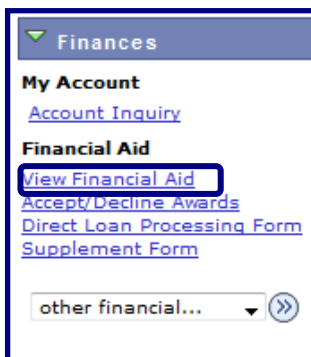 Finances
My Account
Account Inquiry
Financial Aid
View Financial Aid
Accept/Decline Awards
Direct Loan Processing Form
Supplement Form
other financial...